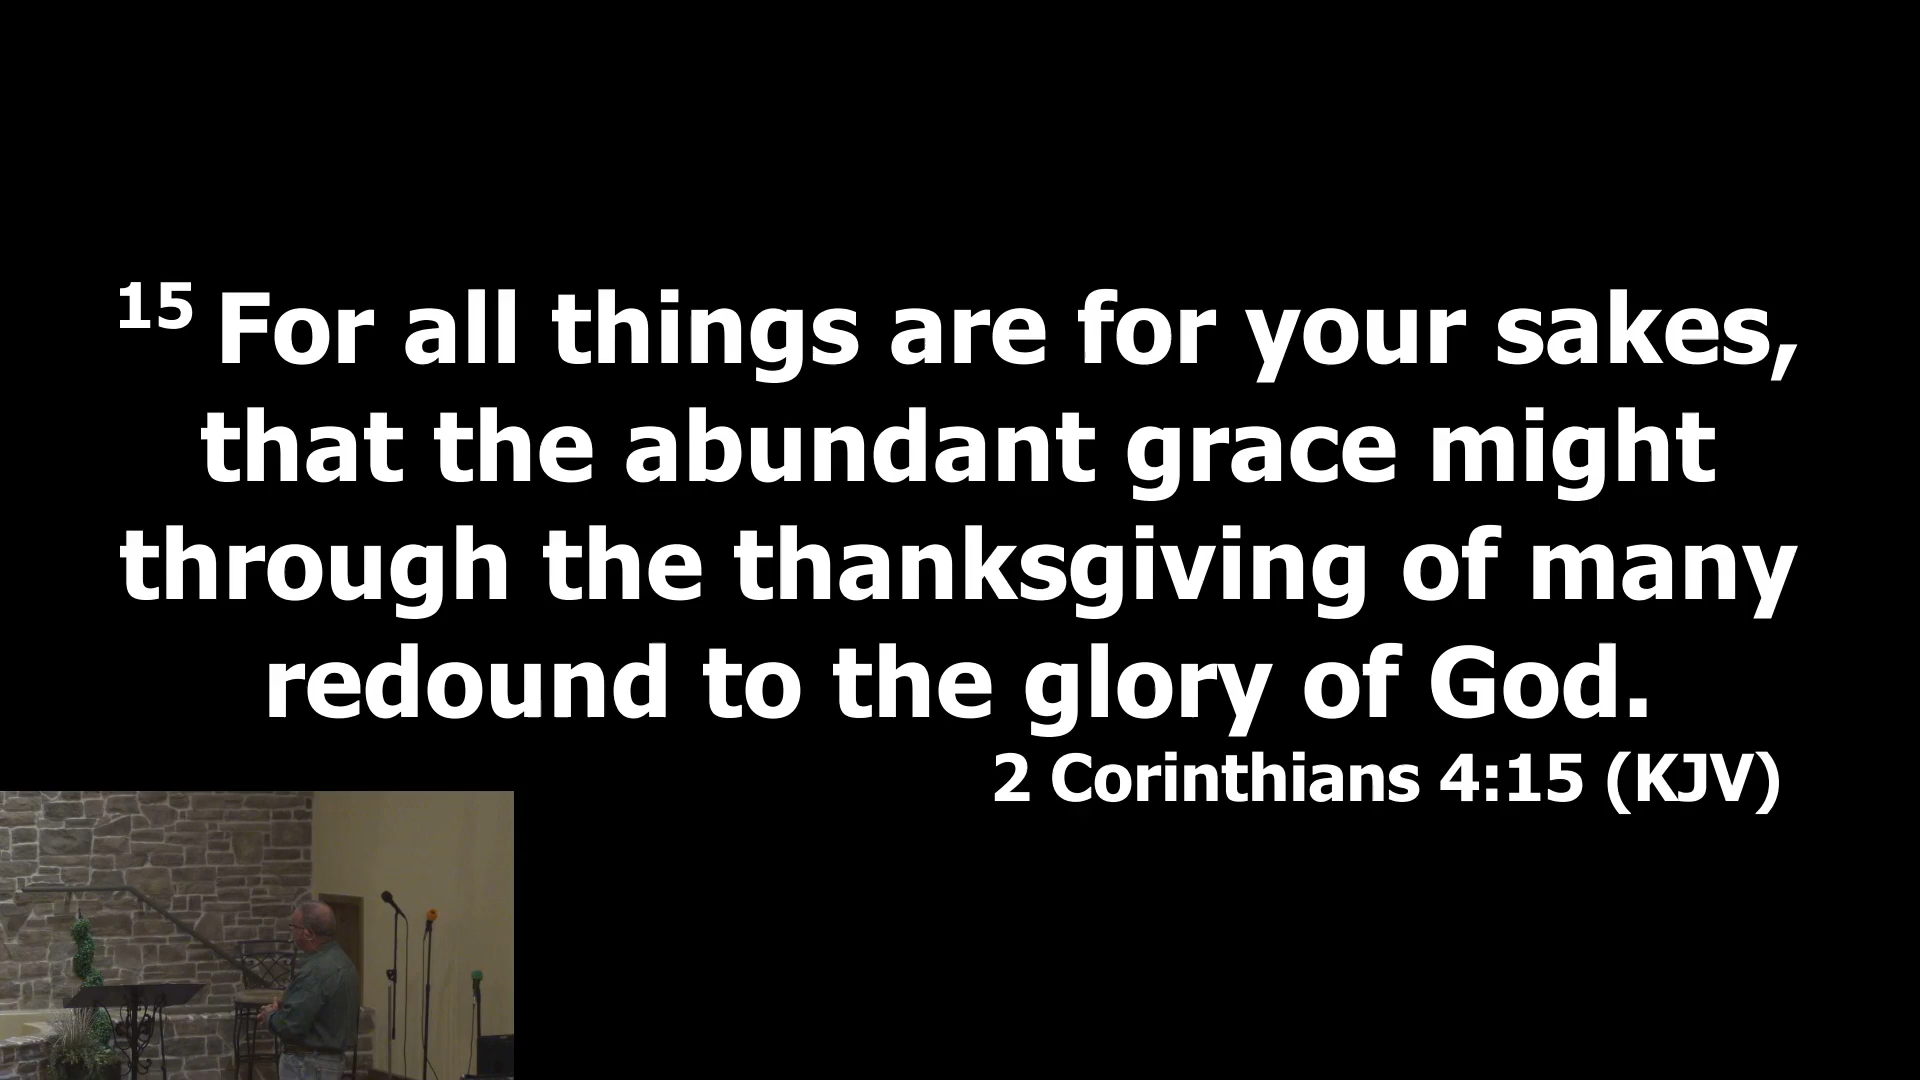 15 For all things are for your sakes,
that the abundant grace might
through the thanksgiving of many
redound to the glory of God.
2 Corinthians 4:15 (KJV)